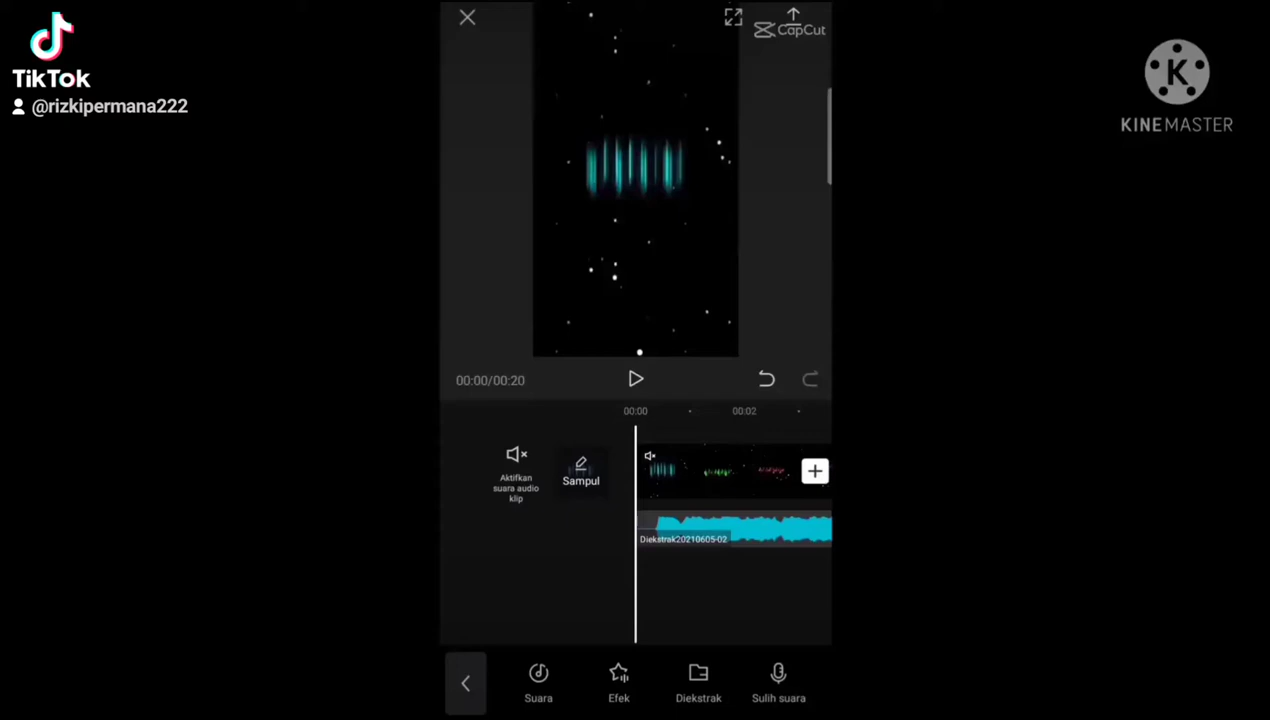 TikTok
@rizkipermana222
CapCut
KINEMASTER
00:00/00:20
00:00
00:02
Aktifkan
suara audio
klip
Sampul
Diekstrak20210605-02
Suara
Efek
Diekstrak
Sulih suara